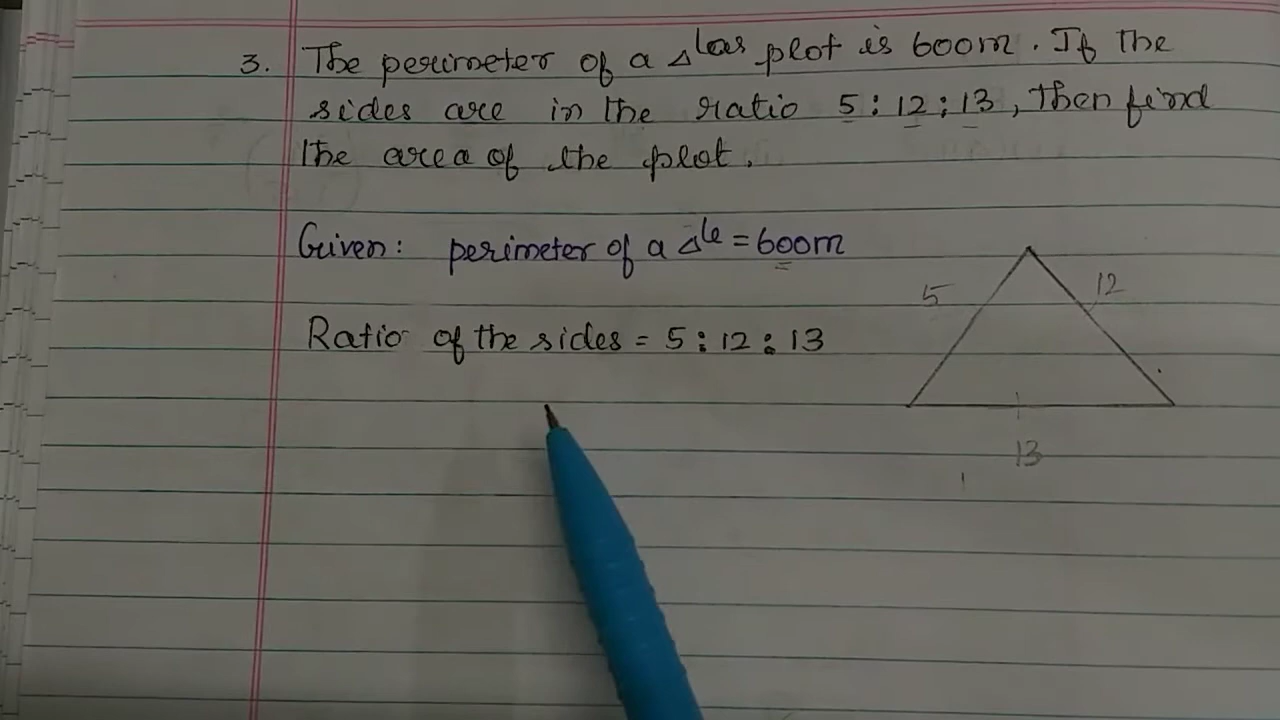 3. The perimeter of a Δlar plot is 600m. If the
sides are in the ratio 5:12:13, then find
the area of the plot.
Given: perimeter of a Δle = 600m
5 12
Ratio of the sides = 5:12:13
13